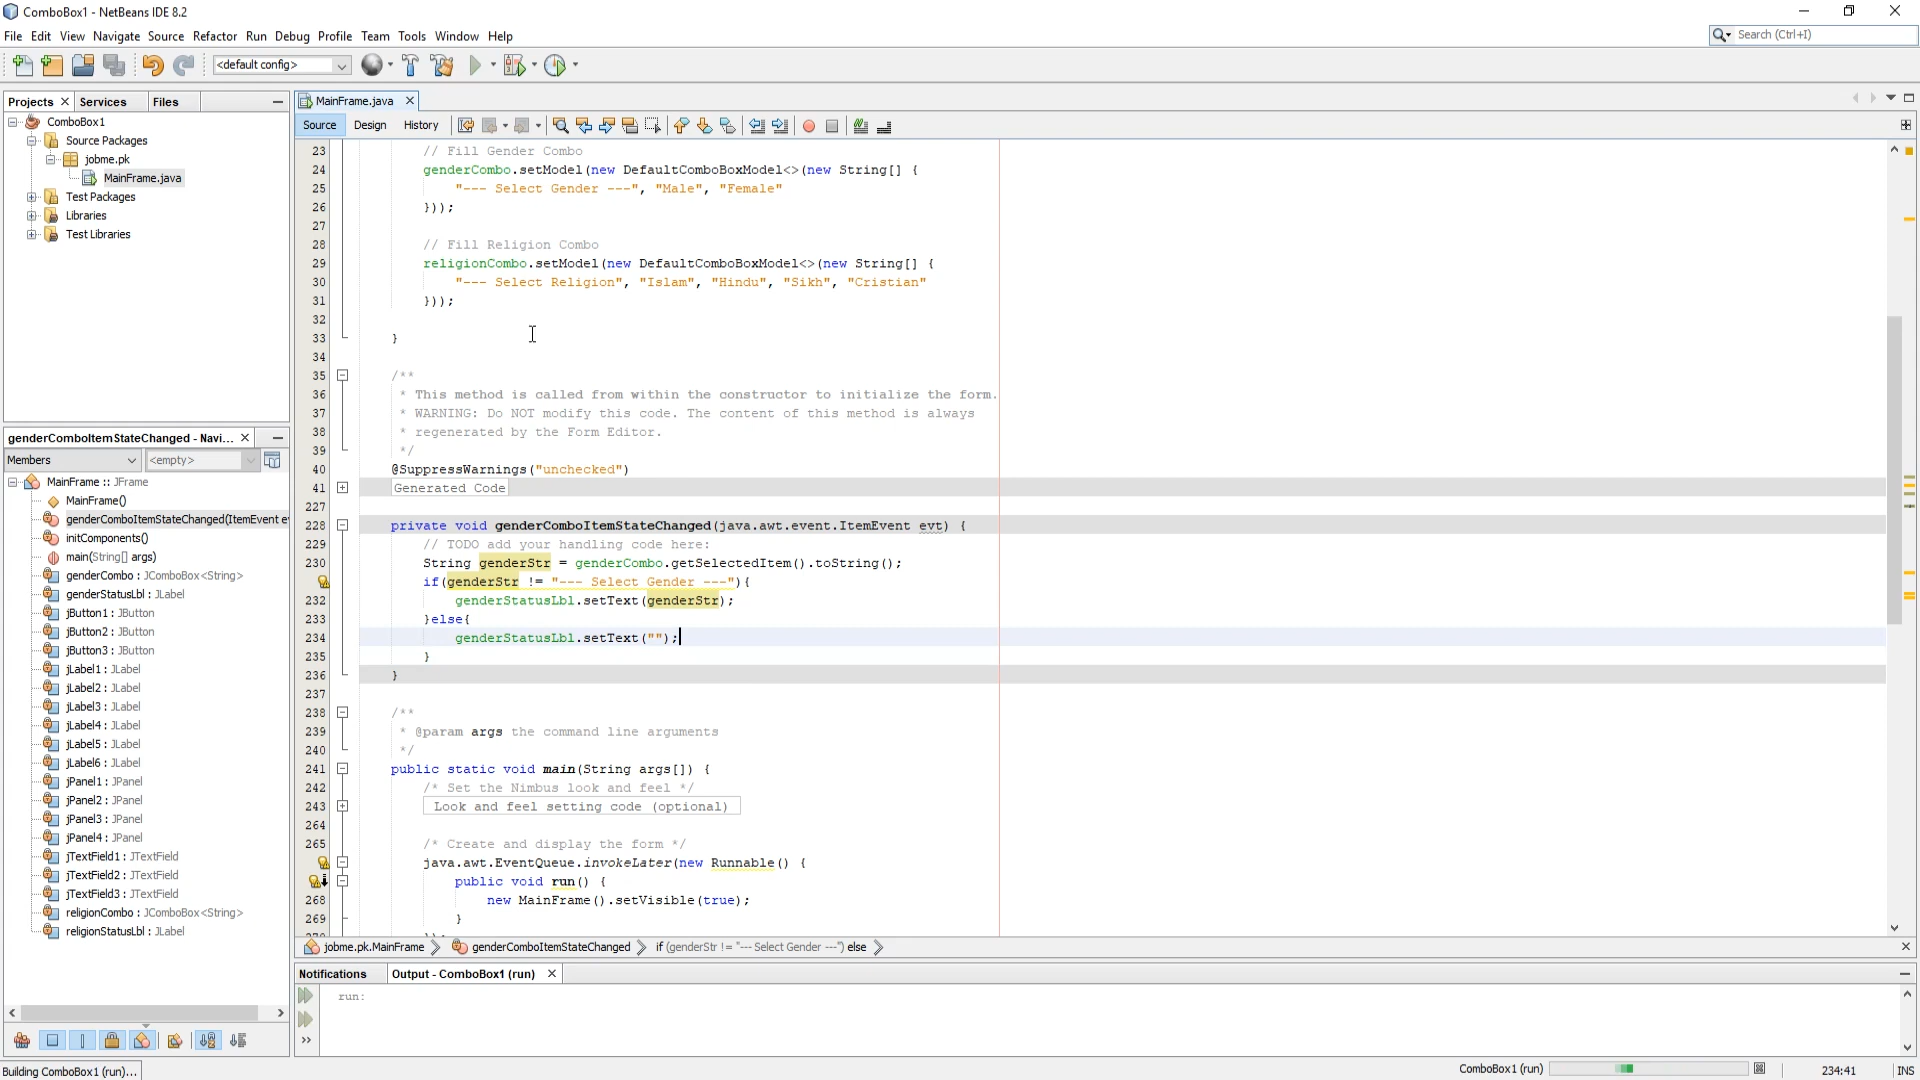 ComboBox1 - NetBeans IDE 8.2
File Edit View Navigate Source Refactor Run Debug Profile Team Tools Window Help
Search (Ctrl+I)
<default config>
Projects Services Files
ComboBox1
Source Packages
jobme.pk
MainFrame.java
Test Packages
Libraries
Test Libraries
genderComboItemStateChanged - Navi...
Members <empty>
MainFrame :: JFrame
MainFrame()
genderComboItemStateChanged(ItemEvent e
initComponents()
main(String[] args)
genderCombo : JComboBox<String>
genderStatusLbl : JLabel
jButton1 : JButton
jButton2 : JButton
jButton3 : JButton
jLabel1 : JLabel
jLabel2 : JLabel
jLabel3 : JLabel
jLabel4 : JLabel
jLabel5 : JLabel
jLabel6 : JLabel
jPanel1 : JPanel
jPanel2 : JPanel
jPanel3 : JPanel
jPanel4 : JPanel
jTextField1 : JTextField
jTextField2 : JTextField
jTextField3 : JTextField
religionCombo : JComboBox<String>
religionStatusLbl : JLabel
MainFrame.java
Source Design History
23 // Fill Gender Combo
24 genderCombo.setModel(new DefaultComboBoxModel<>(new String[] {
25 "--- Select Gender ---", "Male", "Female"
26 }));
27
28 // Fill Religion Combo
29 religionCombo.setModel(new DefaultComboBoxModel<>(new String[] {
30 "--- Select Religion", "Islam", "Hindu", "Sikh", "Cristian"
31 }));
32
33 }
34
35 /**
36 * This method is called from within the constructor to initialize the form.
37 * WARNING: Do NOT modify this code. The content of this method is always
38 * regenerated by the Form Editor.
39 */
40 @SuppressWarnings("unchecked")
41 Generated Code
227
228 private void genderComboItemStateChanged(java.awt.event.ItemEvent evt) {
229 // TODO add your handling code here:
230 String genderStr = genderCombo.getSelectedItem().toString();
if(genderStr != "--- Select Gender ---"){
232 genderStatusLbl.setText(genderStr);
233 }else{
234 genderStatusLbl.setText("");
235 }
236 }
237
238 /**
239 * @param args the command line arguments
240 */
241 public static void main(String args[]) {
242 /* Set the Nimbus look and feel */
243 Look and feel setting code (optional)
264
265 /* Create and display the form */
java.awt.EventQueue.invokeLater(new Runnable() {
public void run() {
268 new MainFrame().setVisible(true);
269 }
jobme.pk.MainFrame genderComboItemStateChanged if (genderStr != "--- Select Gender ---") else
Notifications Output - ComboBox1 (run)
run:
Building ComboBox1 (run)...
ComboBox1 (run) 234:41 INS